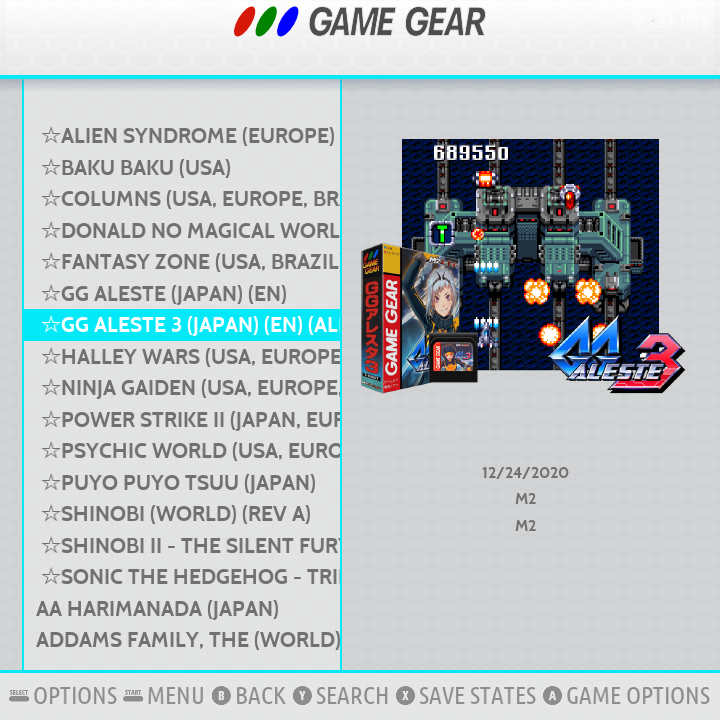 GAME GEAR
☆ALIEN SYNDROME (EUROPE)
☆BAKU BAKU (USA)
☆COLUMNS (USA, EUROPE, BRA
☆DONALD NO MAGICAL WORL
☆FANTASY ZONE (USA, BRAZIL
☆GG ALESTE (JAPAN) (EN)
☆GG ALESTE 3 (JAPAN) (EN) (AL
☆HALLEY WARS (USA, EUROPE
☆NINJA GAIDEN (USA, EUROPE,
☆POWER STRIKE II (JAPAN, EUR
☆PSYCHIC WORLD (USA, EURO
☆PUYO PUYO TSUU (JAPAN)
☆SHINOBI (WORLD) (REV A)
☆SHINOBI II - THE SILENT FURY
☆SONIC THE HEDGEHOG - TRI
AA HARIMANADA (JAPAN)
ADDAMS FAMILY, THE (WORLD)
689550
T
GAME GEAR
GGアレスタ3
GAME GEAR
ALESTE 3
12/24/2020
M2
M2
SELECT OPTIONS START MENU B BACK Y SEARCH X SAVE STATES A GAME OPTIONS